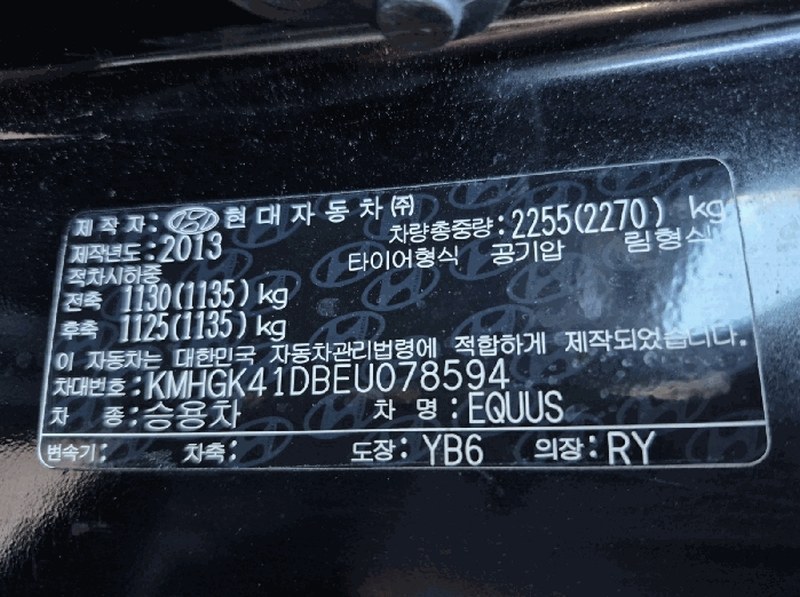 제작자: 현대자동차㈜
제작년도:2013 차량총중량:2255(2270) kg
적차시하중 타이어형식 공기압 림형식
전축 1130(1135)kg
후축 1125(1135)kg
이 자동차는 대한민국 자동차관리법령에 적합하게 제작되었습니다.
차대번호:KMHGK41DBEU078594
차 종:승용차 차 명:EQUUS
변속기: 차축: 도장: YB6 의장: RY